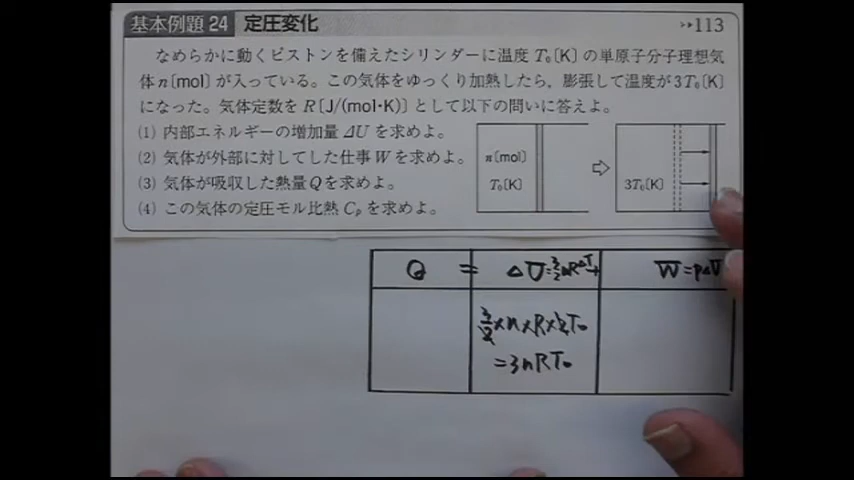 基本例題 24 定圧変化 ▸▸113
なめらかに動くピストンを備えたシリンダーに温度 T₀〔K〕の単原子分子理想気
体 n〔mol〕が入っている。この気体をゆっくり加熱したら、膨張して温度が 3T₀〔K〕
になった。気体定数を R〔J/(mol・K)〕として以下の問いに答えよ。
(1) 内部エネルギーの増加量 ΔU を求めよ。
(2) 気体が外部に対してした仕事 W を求めよ。
(3) 気体が吸収した熱量 Q を求めよ。
(4) この気体の定圧モル比熱 Cₚ を求めよ。
n〔mol〕
T₀〔K〕
3T₀〔K〕
Q = ΔU=3/2nRΔT + W=pΔV
3/2×n×R×2T₀
=3nRT₀